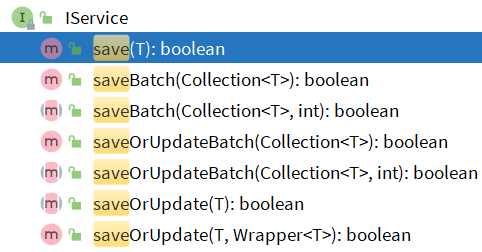 I IService
m save(T): boolean
m saveBatch(Collection<T>): boolean
m saveBatch(Collection<T>, int): boolean
m saveOrUpdateBatch(Collection<T>): boolean
m saveOrUpdateBatch(Collection<T>, int): boolean
m saveOrUpdate(T): boolean
m saveOrUpdate(T, Wrapper<T>): boolean